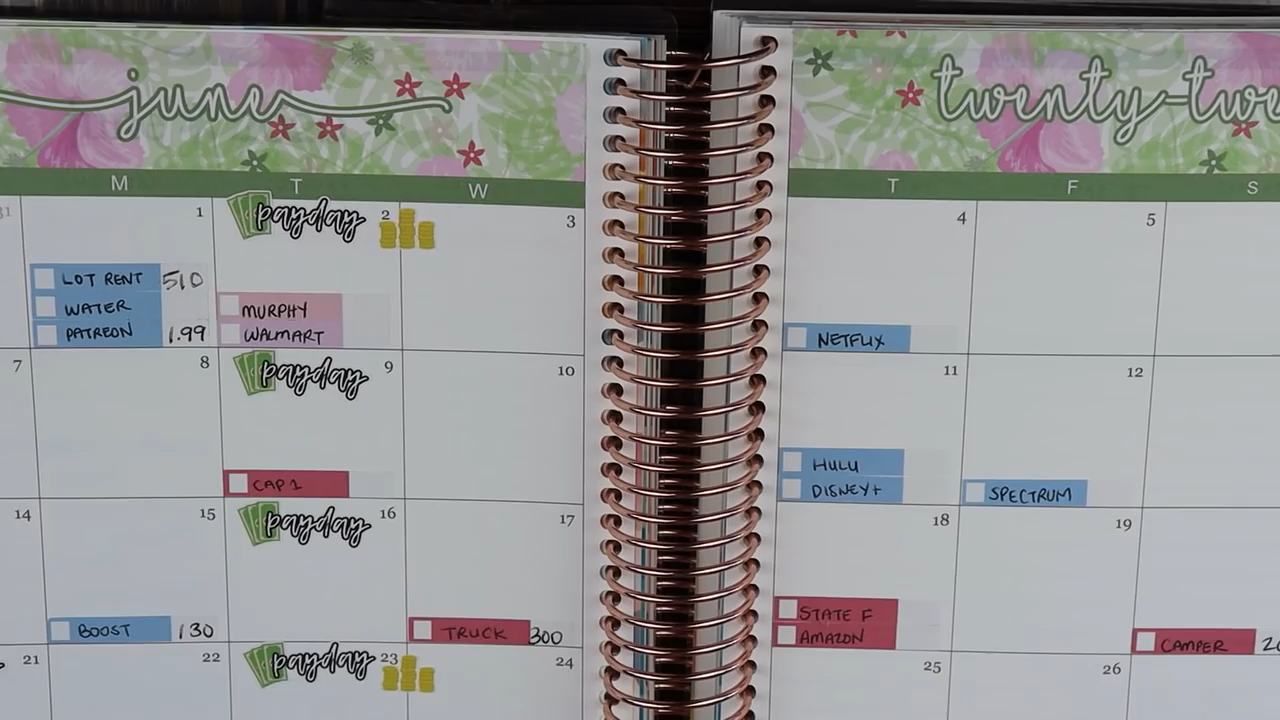 june
twenty-twe
M T W T F S
31 1 payday 2 3 4 5
LOT RENT 510
WATER
PATREON 1.99
MURPHY
WALMART
NETFLIX
7 8 payday 9 10 11 12
CAP 1
HULU
DISNEY+
SPECTRUM
14 15 payday 16 17 18 19
BOOST 130
TRUCK 300
STATE F
AMAZON
CAMPER
21 22 payday 23 24 25 26